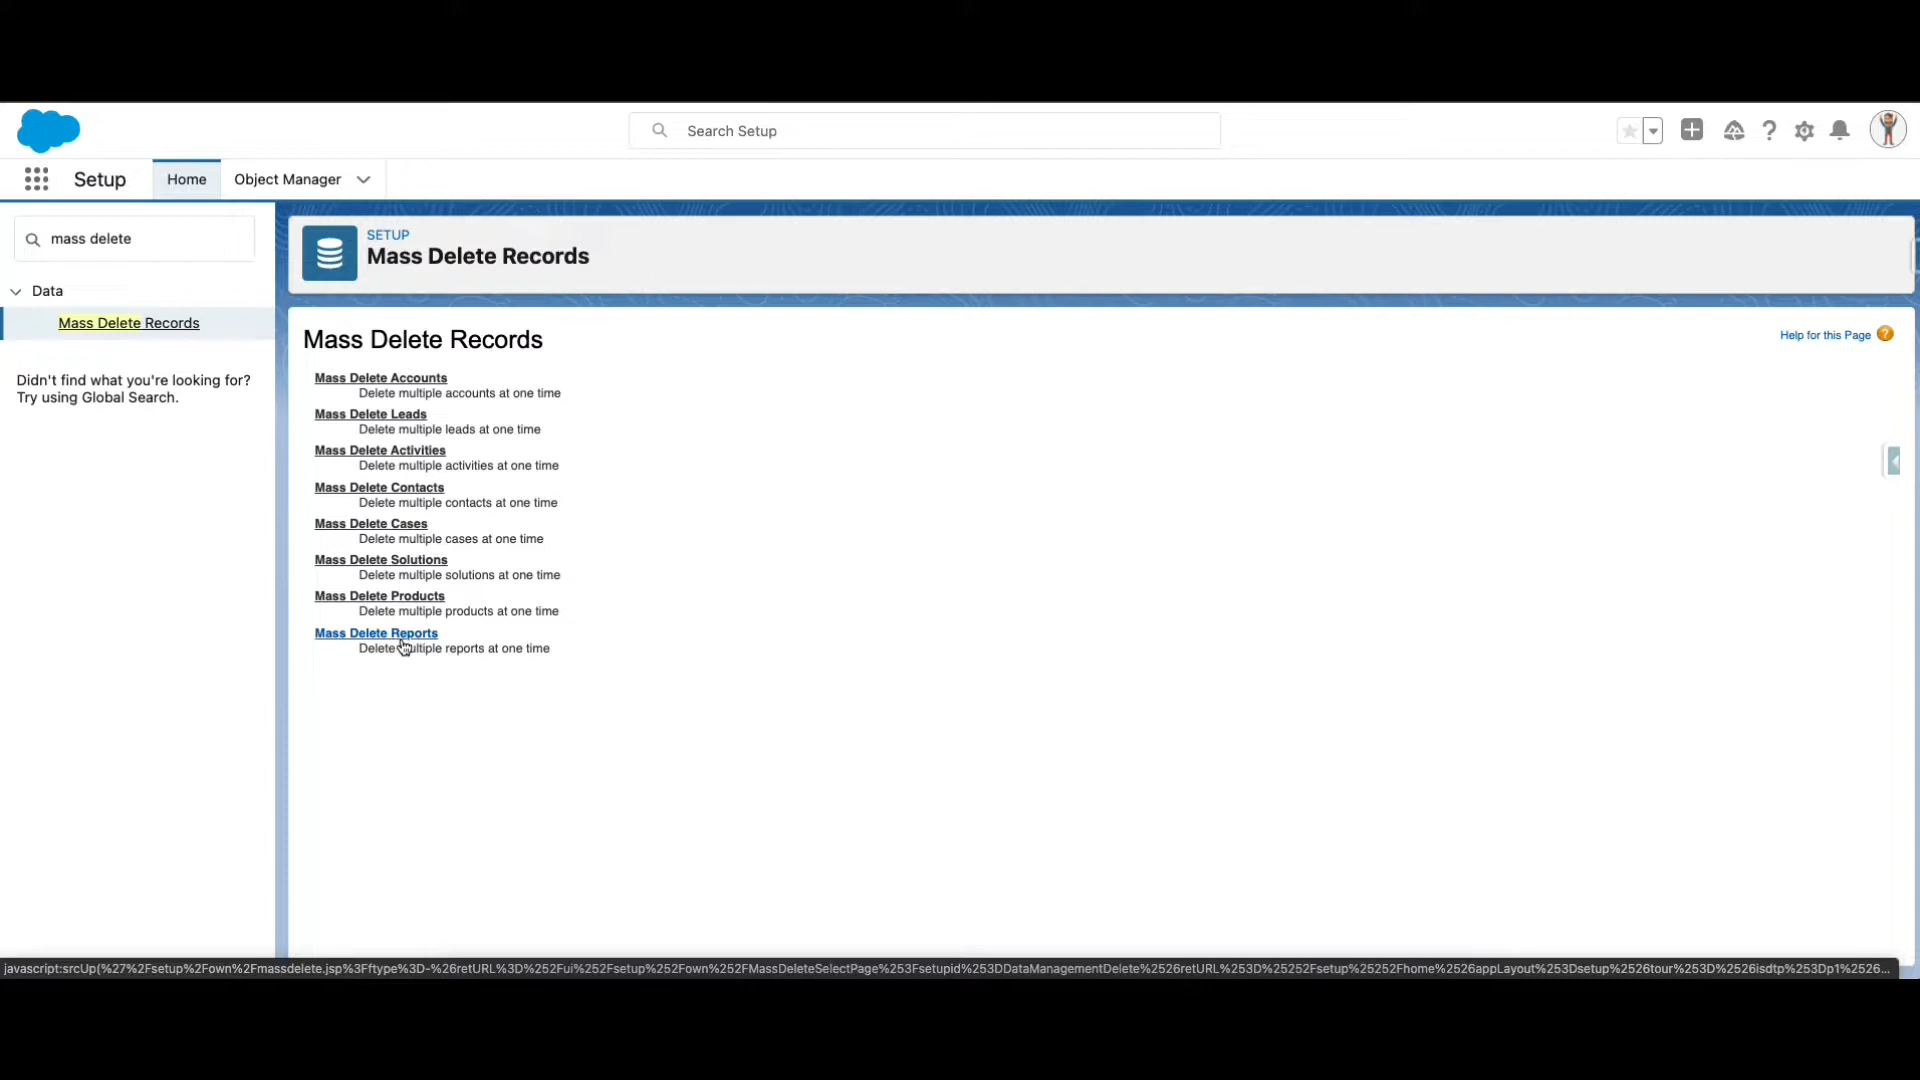 Search Setup
Setup
Home
Object Manager
mass delete
Data
Mass Delete Records
Didn't find what you're looking for?
Try using Global Search.
SETUP
Mass Delete Records
Mass Delete Records
Help for this Page
Mass Delete Accounts
Delete multiple accounts at one time
Mass Delete Leads
Delete multiple leads at one time
Mass Delete Activities
Delete multiple activities at one time
Mass Delete Contacts
Delete multiple contacts at one time
Mass Delete Cases
Delete multiple cases at one time
Mass Delete Solutions
Delete multiple solutions at one time
Mass Delete Products
Delete multiple products at one time
Mass Delete Reports
Delete multiple reports at one time
javascript:srcUp(%27%2Fsetup%2Fown%2Fmassdelete.jsp%3Fftype%3D-%26retURL%3D%252Fui%252Fsetup%252Fown%252FMassDeleteSelectPage%253Fsetupid%253DDataManagementDelete%2526retURL%253D%25252Fsetup%25252Fhome%2526appLayout%253Dsetup%2526tour%253D%2526isdtp%253Dp1%2526...